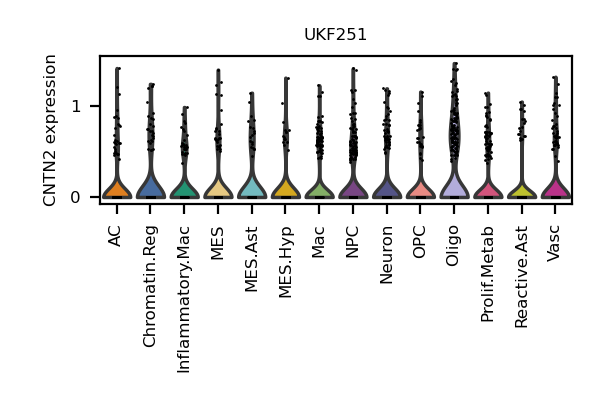 UKF251
CNTN2 expression
1
0
AC
Chromatin.Reg
Inflammatory.Mac
MES
MES.Ast
MES.Hyp
Mac
NPC
Neuron
OPC
Oligo
Prolif.Metab
Reactive.Ast
Vasc